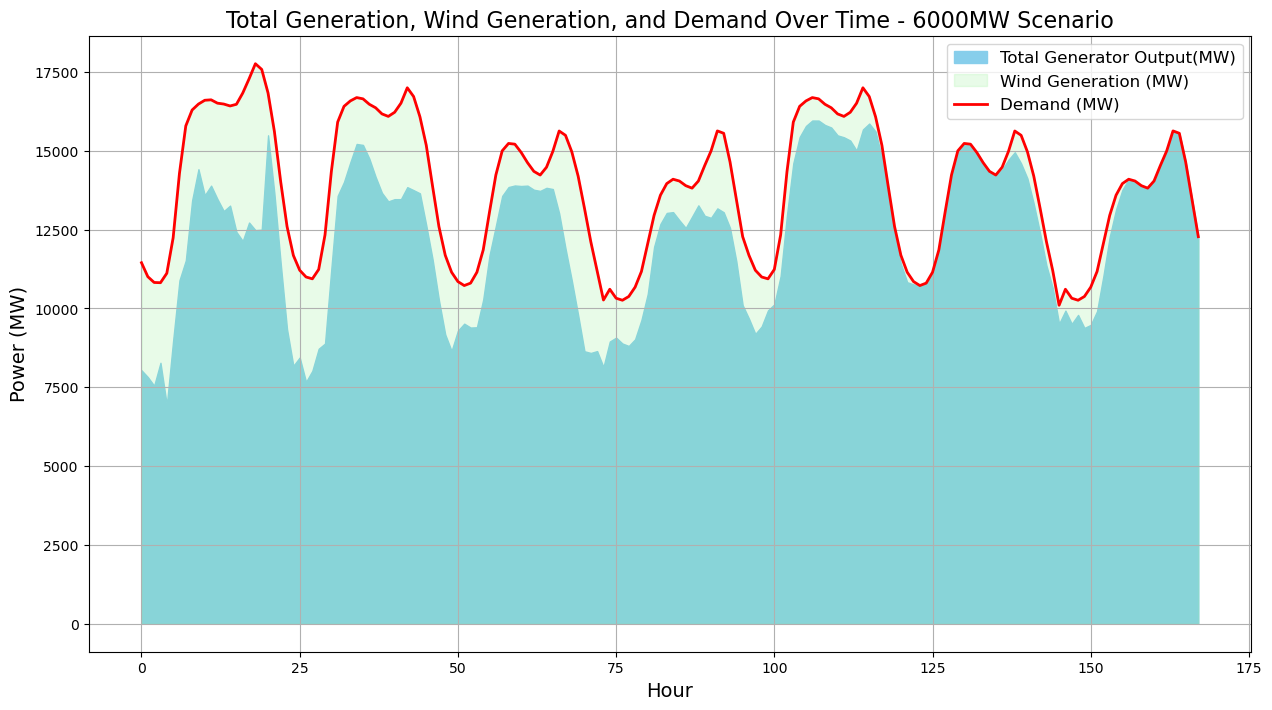 Total Generation, Wind Generation, and Demand Over Time - 6000MW Scenario
Total Generator Output(MW)
Wind Generation (MW)
Demand (MW)
Power (MW)
17500
15000
12500
10000
7500
5000
2500
0
0
25
50
75
100
125
150
175
Hour